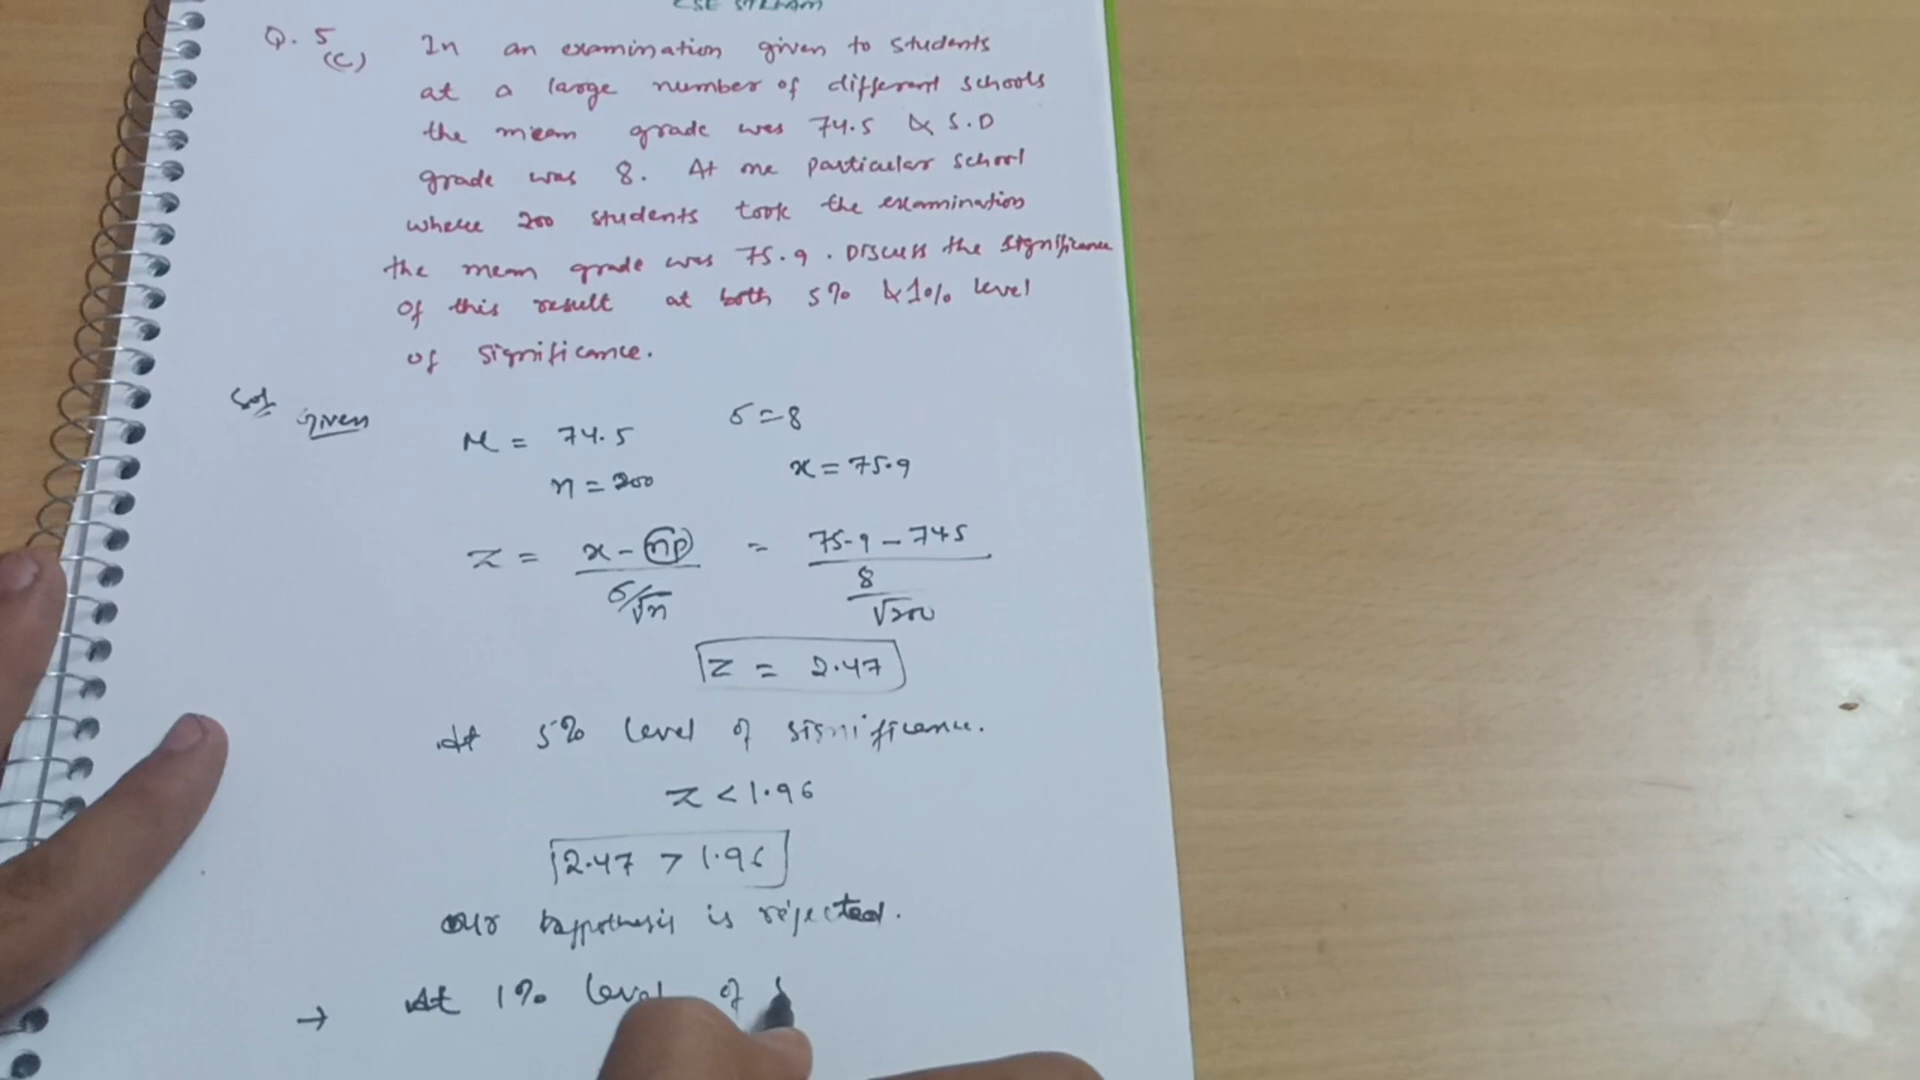 CSE STREAM
Q. 5 (C) In an examination given to students
at a large number of different schools
the mean grade was 74.5 & S.D
grade was 8. At one particular school
where 200 students took the examination
the mean grade was 75.9. Discuss the significance
of this result at both 5% & 1% level
of significance.
Sol given μ = 74.5 σ = 8
n = 200 x = 75.9
z = x - np / σ/√n = 75.9 - 74.5 / 8/√200
z = 2.47
At 5% level of significance.
z < 1.96
2.47 > 1.96
our hypothesis is rejected.
→ At 1% level of